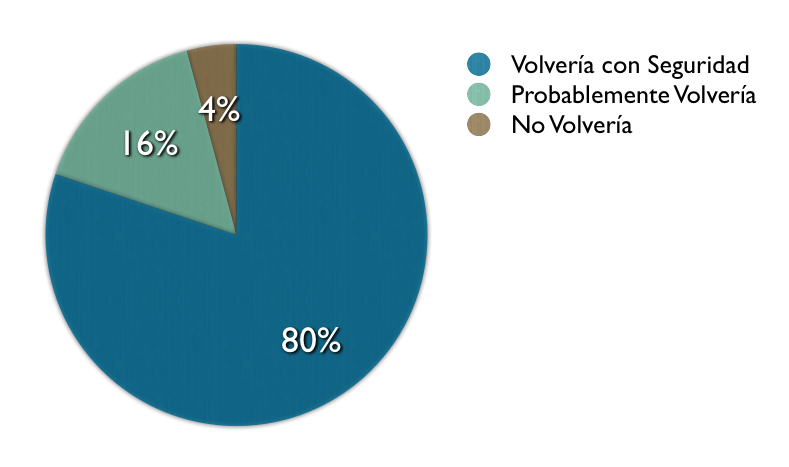 Volvería con Seguridad
Probablemente Volvería
No Volvería
4%
16%
80%